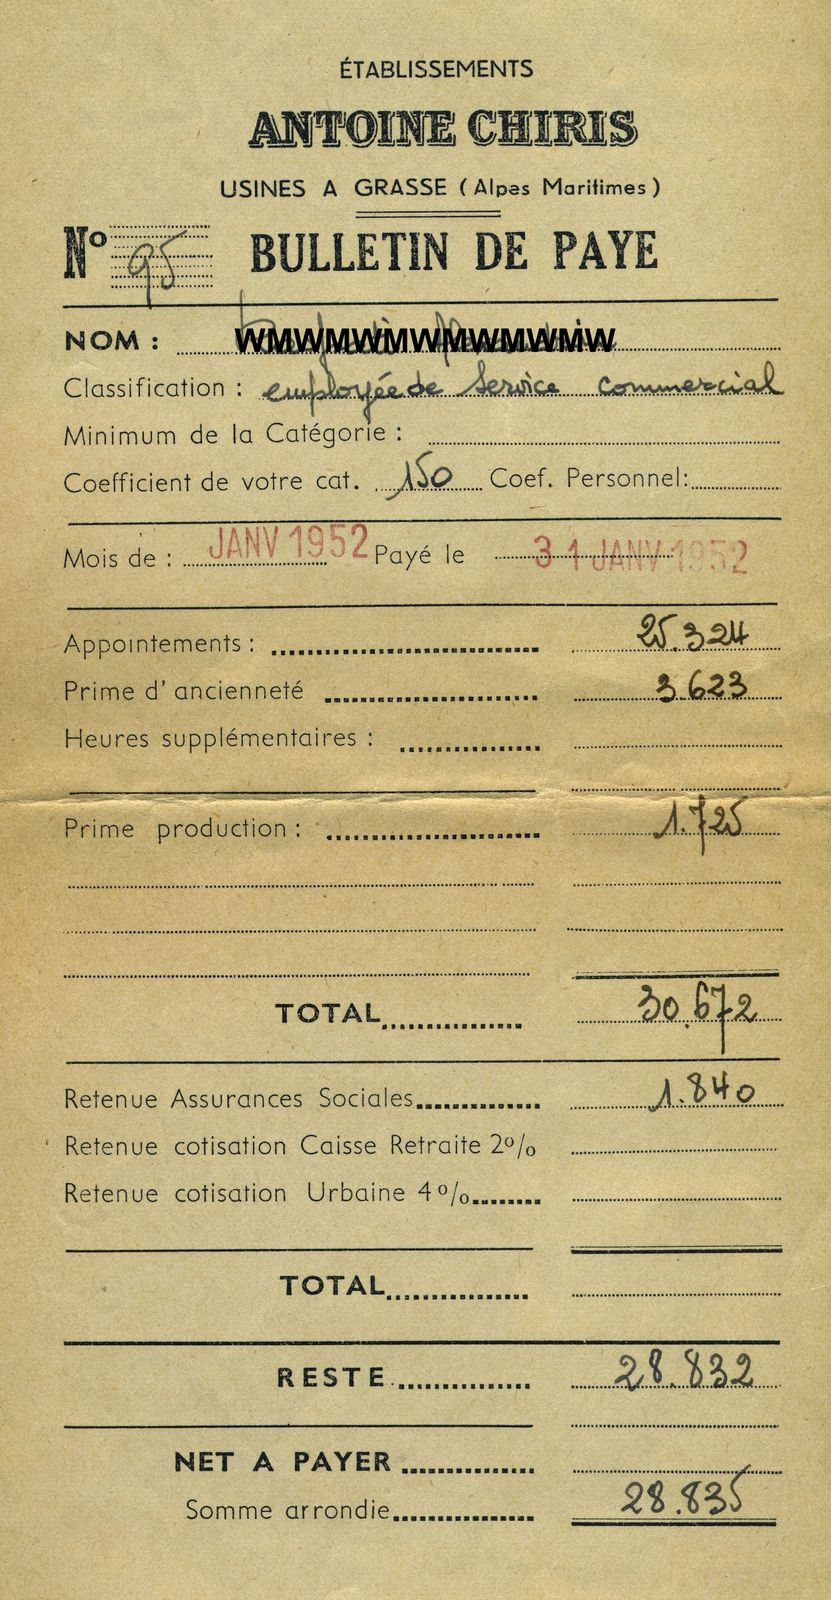 ÉTABLISSEMENTS
ANTOINE CHIRIS
USINES A GRASSE (Alpes Maritimes)
Nº 95 BULLETIN DE PAYE
NOM : WMWMWMWMWMWMWMW
Classification : employée de Service commercial
Minimum de la Catégorie :
Coefficient de votre cat. 150 Coef. Personnel:
Mois de : JANV 1952 Payé le 31 JANV 1952
Appointements : 25.324
Prime d'ancienneté 3.623
Heures supplémentaires :
Prime production : 1.725
TOTAL 30.672
Retenue Assurances Sociales 1.840
Retenue cotisation Caisse Retraite 2%
Retenue cotisation Urbaine 4%
TOTAL
RESTE 28.832
NET A PAYER
Somme arrondie 28.835